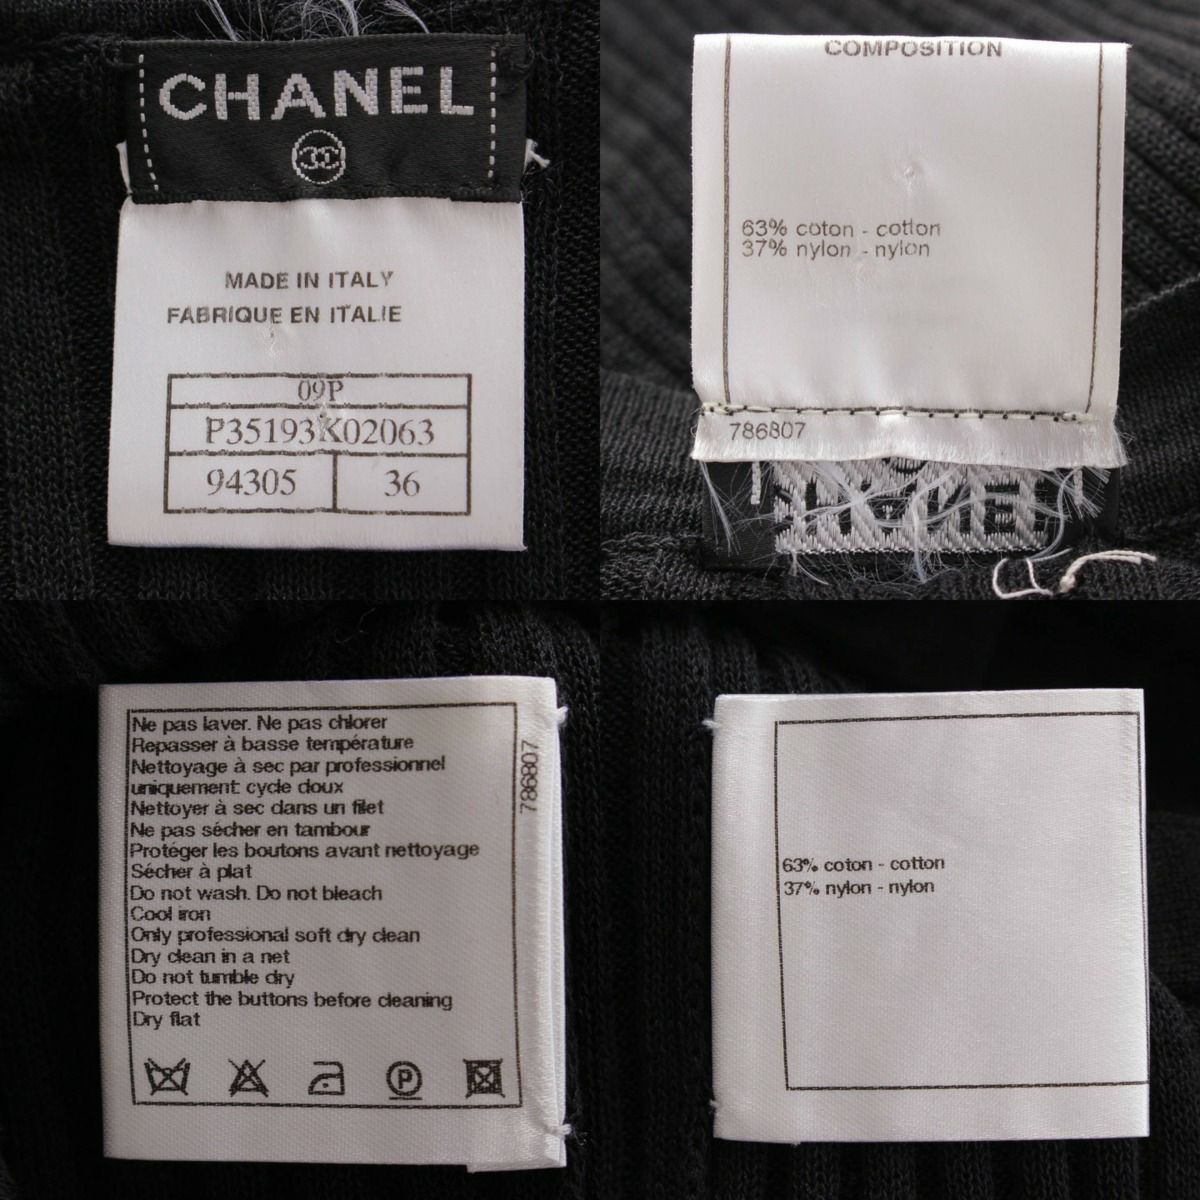 CHANEL
MADE IN ITALY
FABRIQUE EN ITALIE
09P
P35193K02063
94305 36
COMPOSITION
63% coton - cotton
37% nylon - nylon
786807
Ne pas laver. Ne pas chlorer
Repasser à basse température
Nettoyage à sec par professionnel
uniquement: cycle doux
Nettoyer à sec dans un filet
Ne pas sécher en tambour
Protéger les boutons avant nettoyage
Sécher à plat
Do not wash. Do not bleach
Cool iron
Only professional soft dry clean
Dry clean in a net
Do not tumble dry
Protect the buttons before cleaning
Dry flat
P
786807
63% coton - cotton
37% nylon - nylon